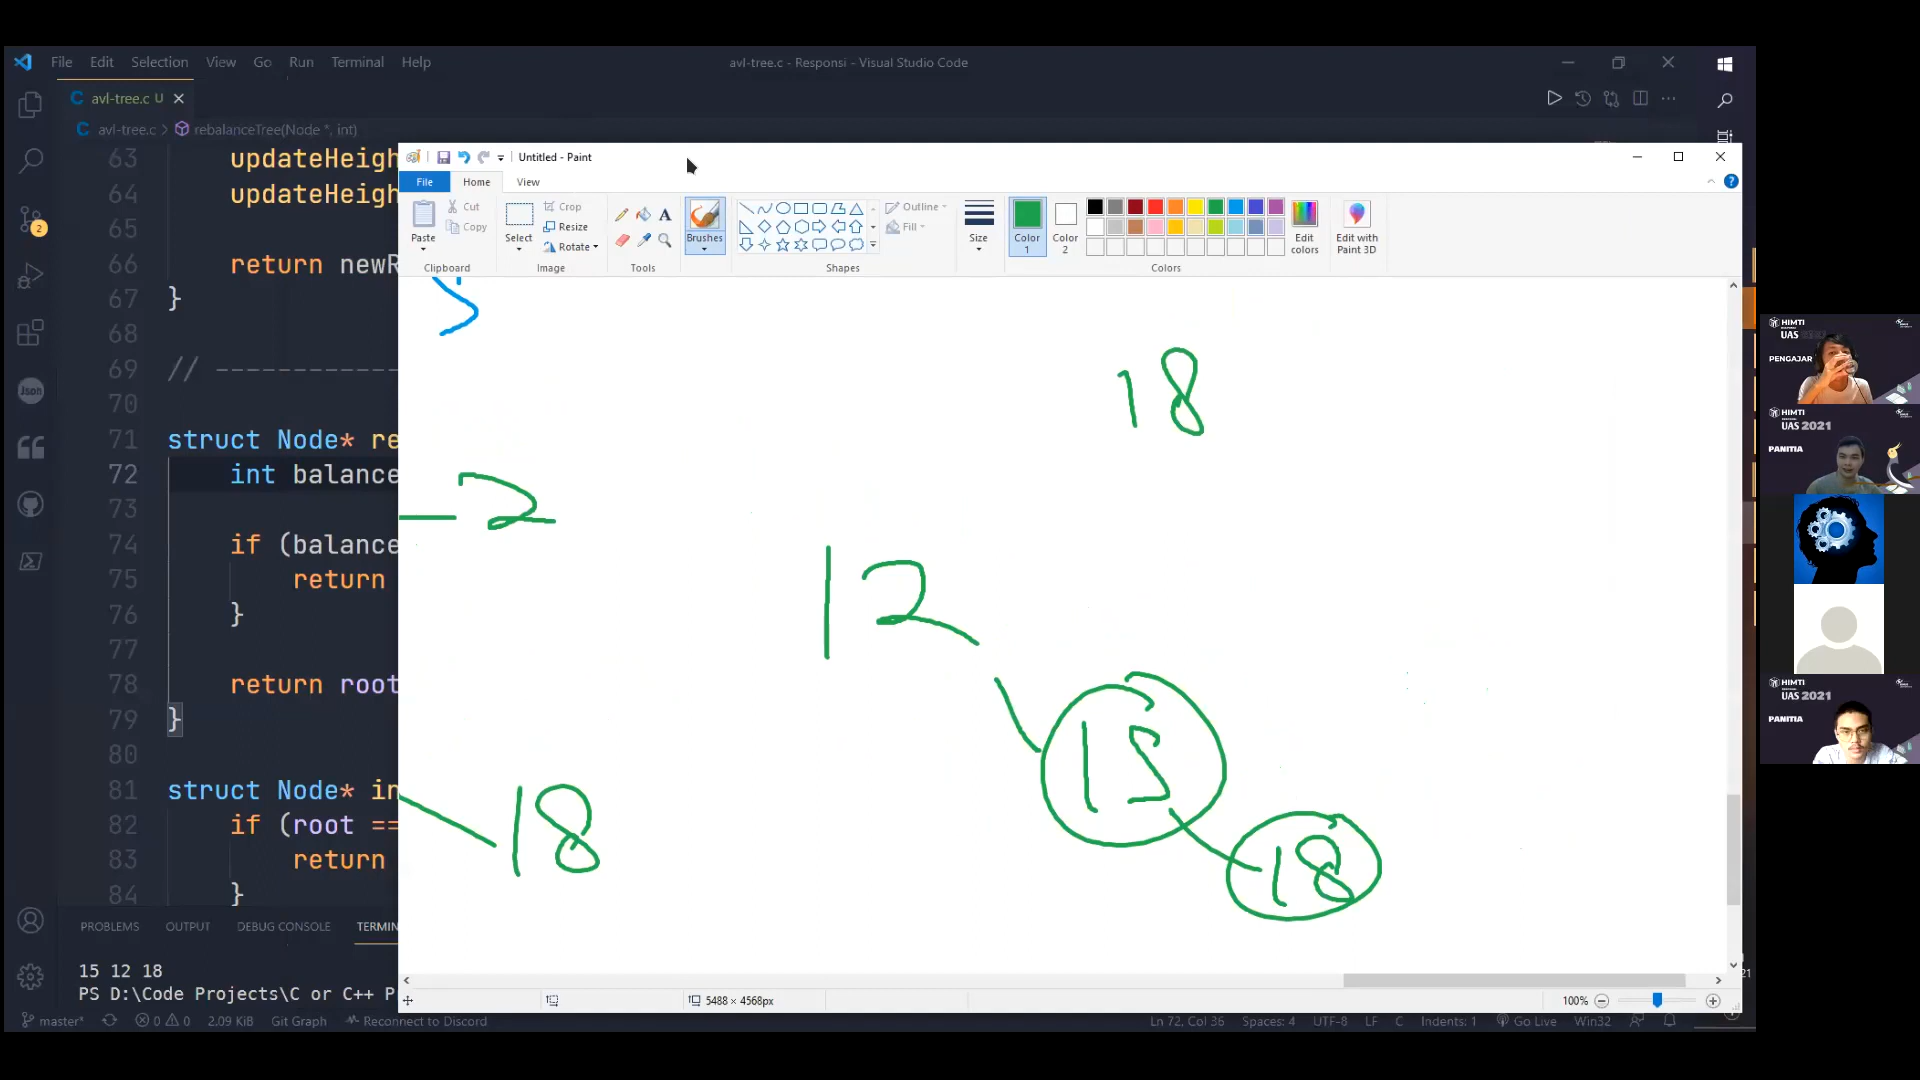 File Edit Selection View Go Run Terminal Help
avl-tree.c - Responsi - Visual Studio Code
avl-tree.c U
avl-tree.c > rebalanceTree(Node *, int)
63 updateHeigh
64 updateHeigh
65
66 return newR
67 }
68
69 // -------------
70
71 struct Node* re
72 int balance
73
74 if (balance
75 return
76 }
77
78 return root
79 }
80
81 struct Node* in
82 if (root ==
83 return
84 }
2
Json
PROBLEMS OUTPUT DEBUG CONSOLE TERMIN
15 12 18
PS D:\Code Projects\C or C++ P
master* 0 0 2.09 KiB Git Graph Reconnect to Discord
Ln 72, Col 36 Spaces: 4 UTF-8 LF C Indents: 1 Go Live Win32
21
Untitled - Paint
File Home View
Paste
Cut
Copy
Clipboard
Select
Crop
Resize
Rotate
Image
Tools
Brushes
Shapes
Outline
Fill
Size
Color 1
Color 2
Edit colors
Colors
Edit with Paint 3D
18
2
12
15
18
18
5488 × 4568px
100%
HIMTI
UAS
PENGAJAR
HIMTI
UAS 2021
PANITIA
HIMTI
UAS 2021
PANITIA